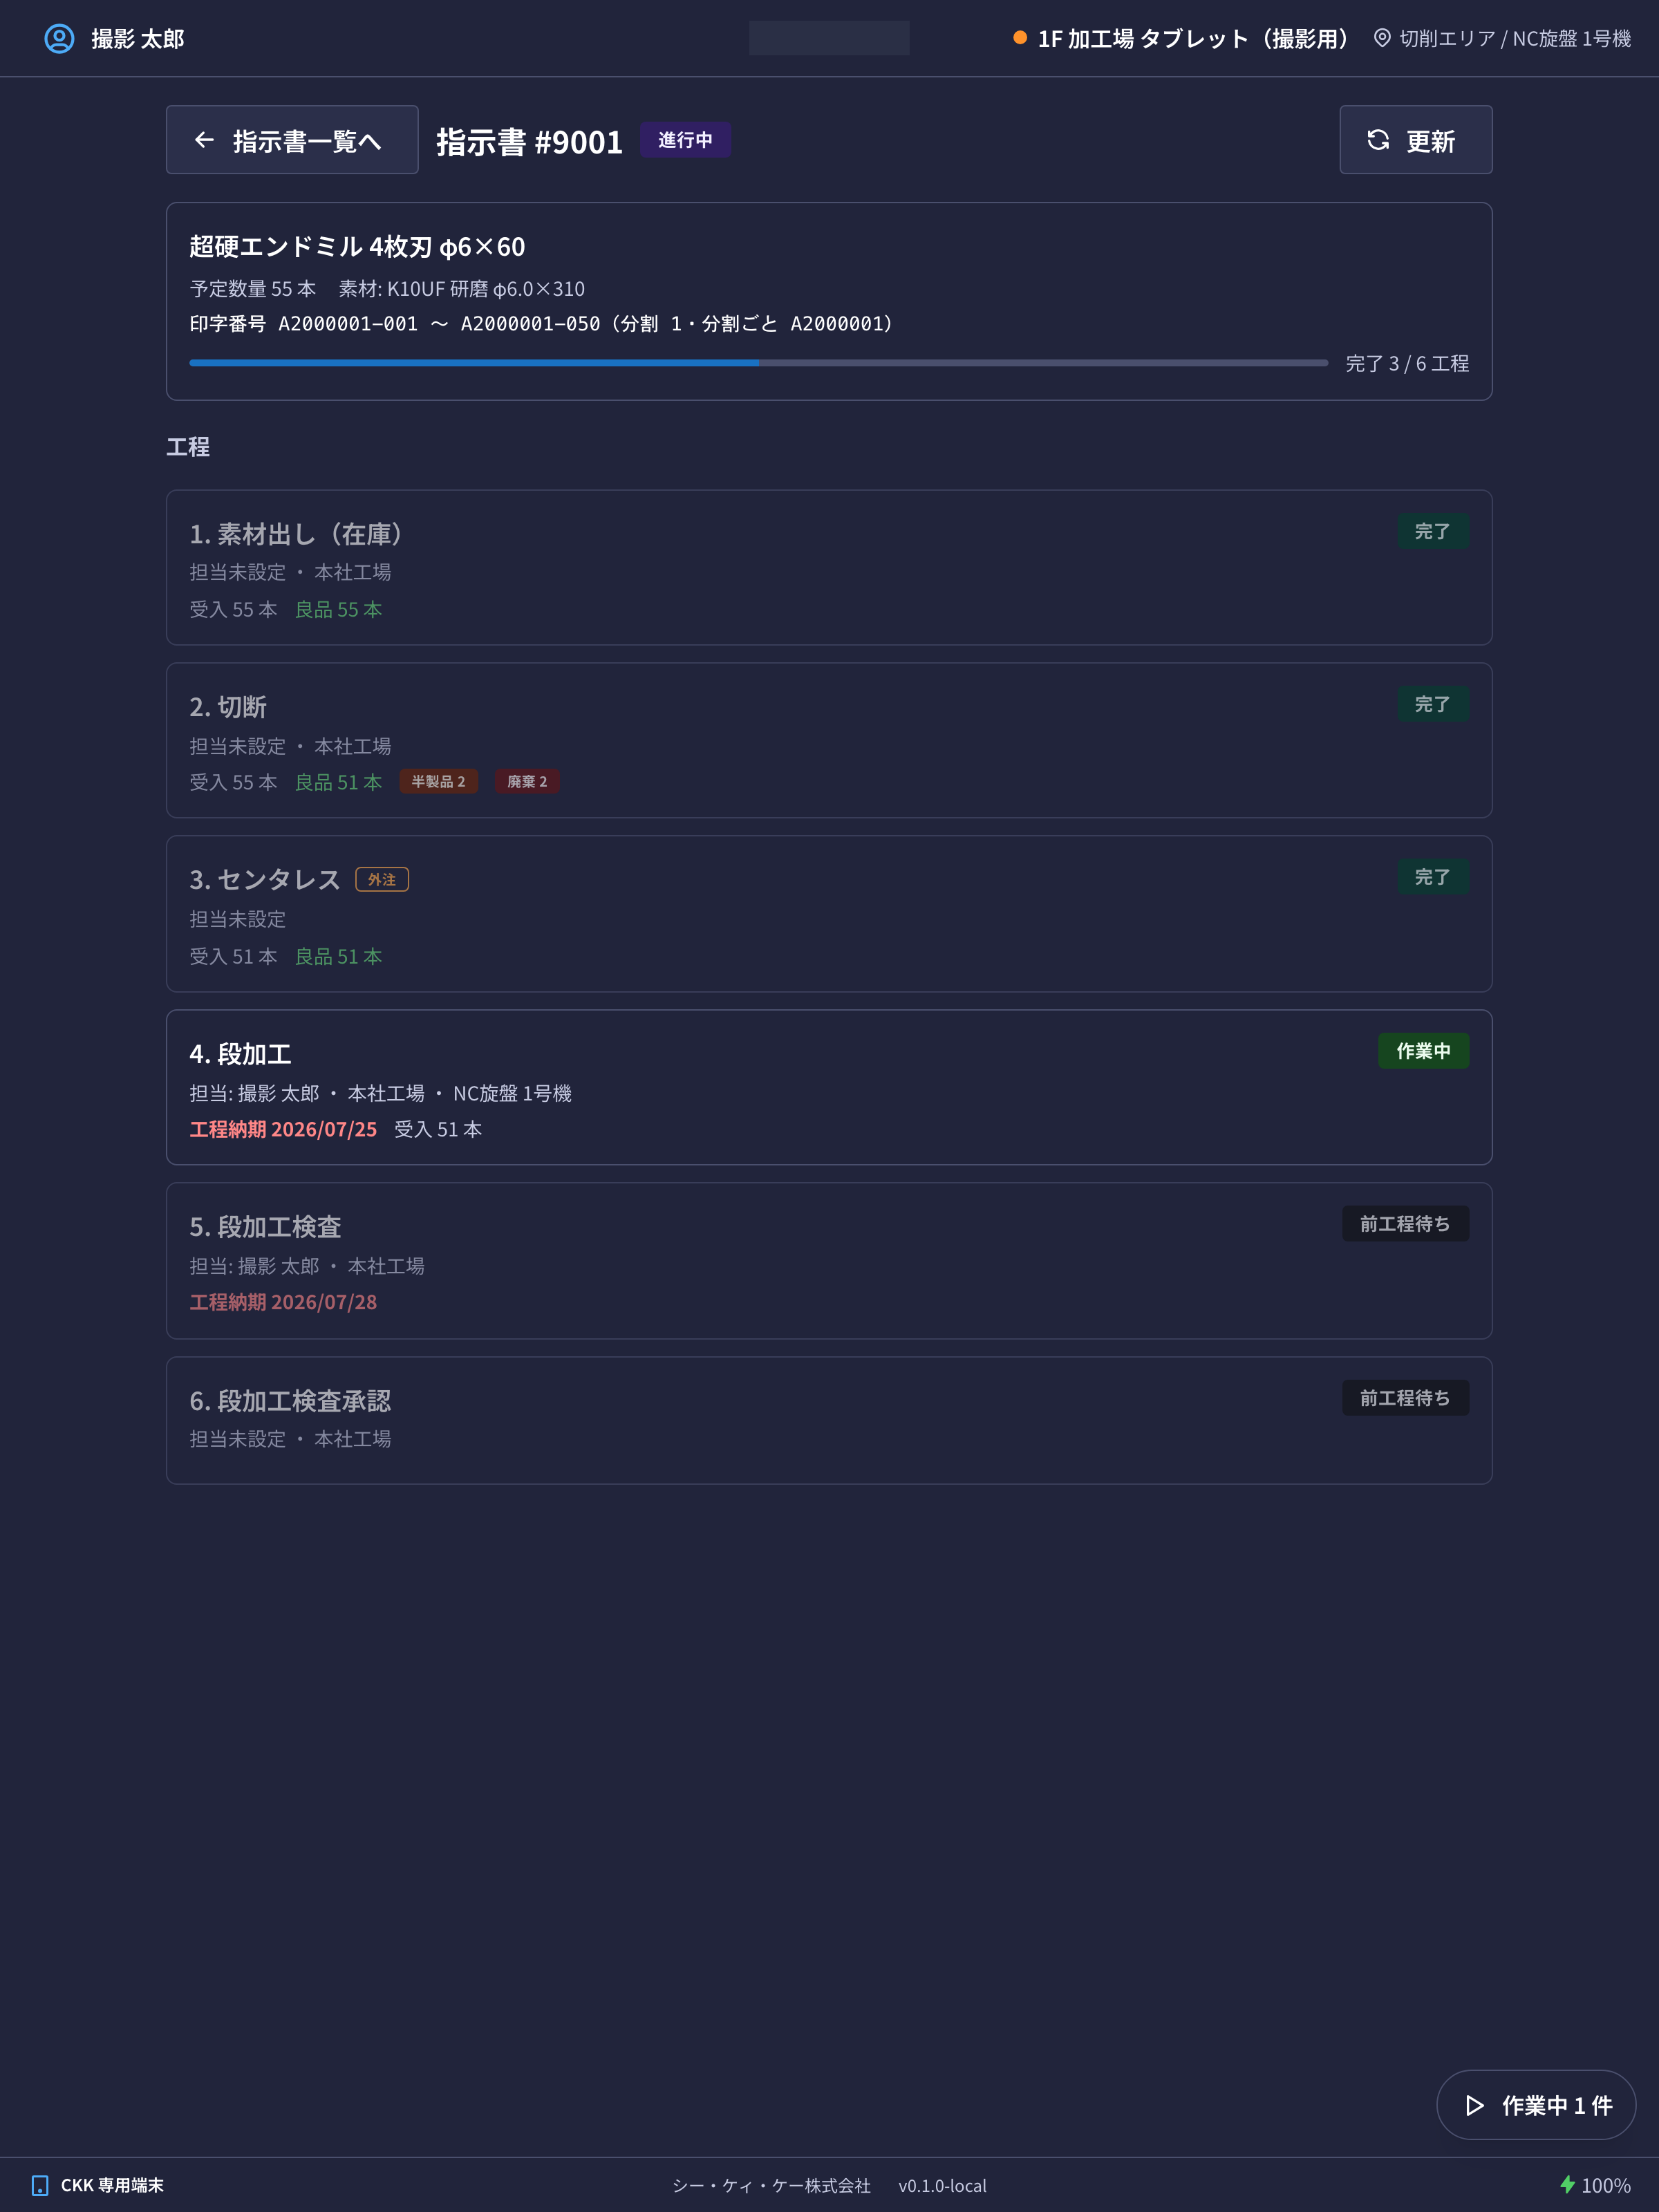 撮影 太郎
1F 加工場 タブレット（撮影用）
切削エリア / NC旋盤 1号機
指示書一覧へ
指示書 #9001
進行中
更新
超硬エンドミル 4枚刃 φ6×60
予定数量 55 本 素材: K10UF 研磨 φ6.0×310
印字番号 A2000001-001 〜 A2000001-050（分割 1・分割ごと A2000001）
完了 3 / 6 工程
工程
1. 素材出し（在庫）
完了
担当未設定 ・ 本社工場
受入 55 本 良品 55 本
2. 切断
完了
担当未設定 ・ 本社工場
受入 55 本 良品 51 本 半製品 2 廃棄 2
3. センタレス 外注
完了
担当未設定
受入 51 本 良品 51 本
4. 段加工
作業中
担当: 撮影 太郎 ・ 本社工場 ・ NC旋盤 1号機
工程納期 2026/07/25 受入 51 本
5. 段加工検査
前工程待ち
担当: 撮影 太郎 ・ 本社工場
工程納期 2026/07/28
6. 段加工検査承認
前工程待ち
担当未設定 ・ 本社工場
作業中 1 件
CKK 専用端末
シー・ケィ・ケー株式会社 v0.1.0-local
100%